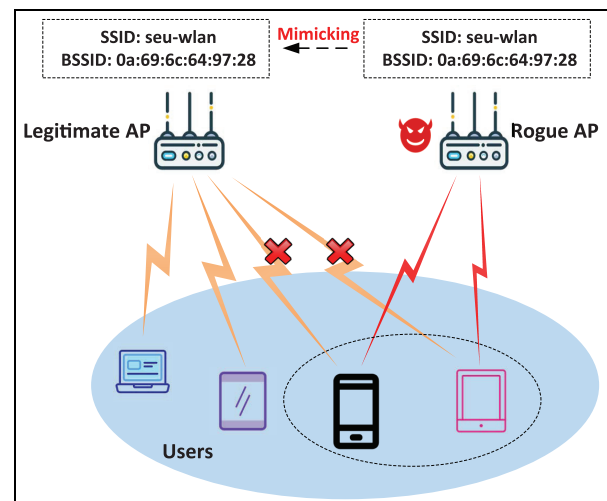 SSID: seu-wlan
BSSID: 0a:69:6c:64:97:28
Mimicking
SSID: seu-wlan
BSSID: 0a:69:6c:64:97:28
Legitimate AP
Rogue AP
Users